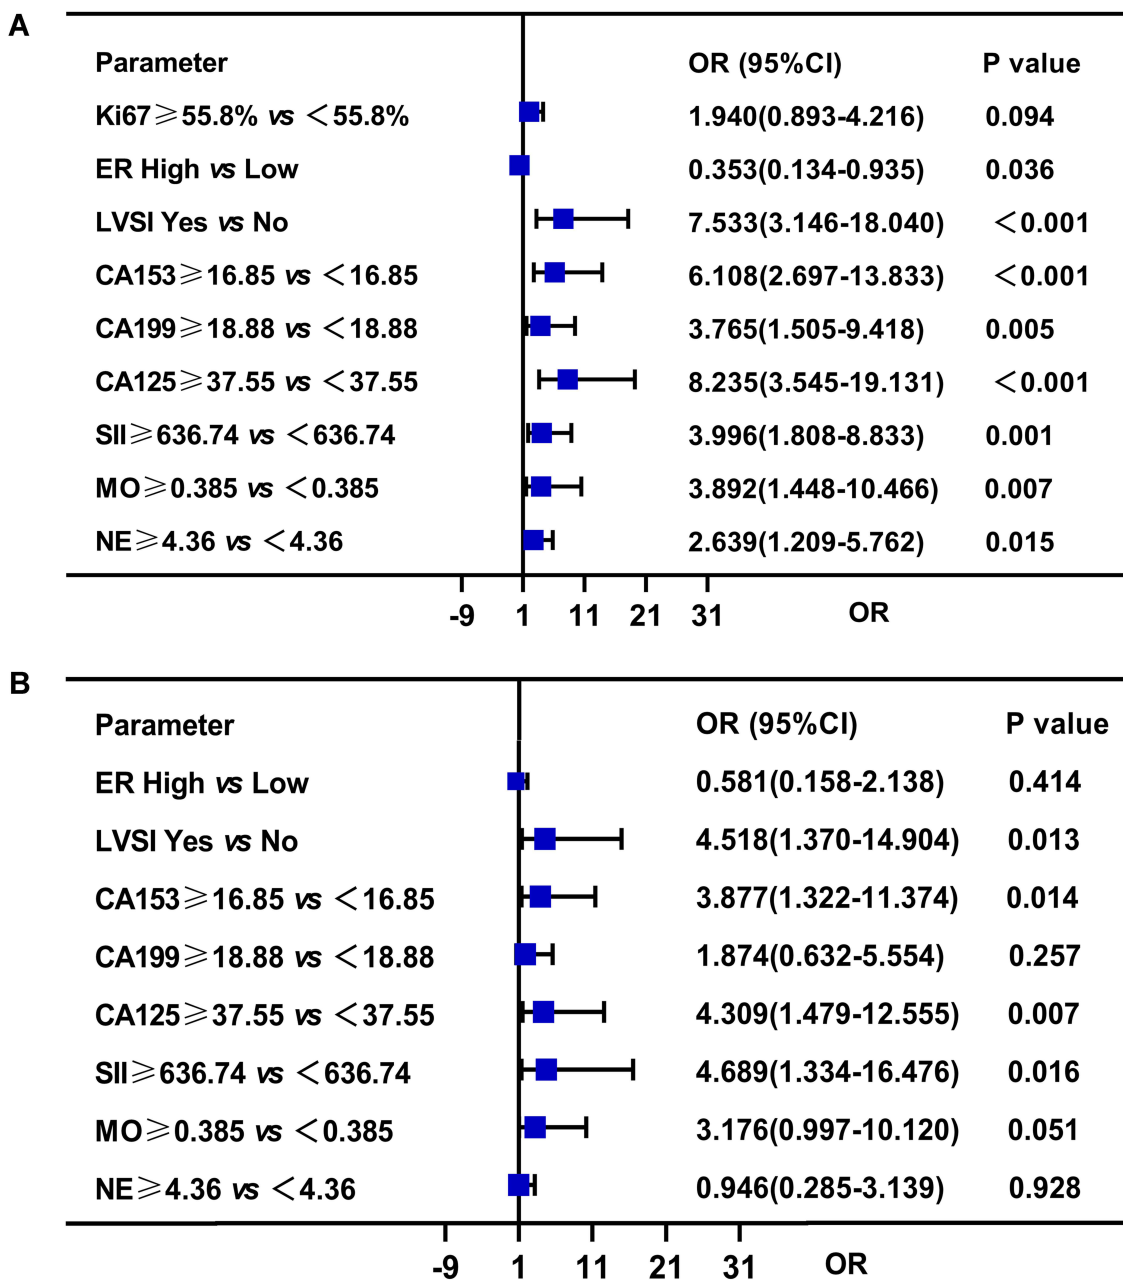 A
Parameter OR (95%CI) P value
Ki67≥55.8% vs <55.8% 1.940(0.893-4.216) 0.094
ER High vs Low 0.353(0.134-0.935) 0.036
LVSI Yes vs No 7.533(3.146-18.040) <0.001
CA153≥16.85 vs <16.85 6.108(2.697-13.833) <0.001
CA199≥18.88 vs <18.88 3.765(1.505-9.418) 0.005
CA125≥37.55 vs <37.55 8.235(3.545-19.131) <0.001
SII≥636.74 vs <636.74 3.996(1.808-8.833) 0.001
MO≥0.385 vs <0.385 3.892(1.448-10.466) 0.007
NE≥4.36 vs <4.36 2.639(1.209-5.762) 0.015
-9 1 11 21 31 OR
B
Parameter OR (95%CI) P value
ER High vs Low 0.581(0.158-2.138) 0.414
LVSI Yes vs No 4.518(1.370-14.904) 0.013
CA153≥16.85 vs <16.85 3.877(1.322-11.374) 0.014
CA199≥18.88 vs <18.88 1.874(0.632-5.554) 0.257
CA125≥37.55 vs <37.55 4.309(1.479-12.555) 0.007
SII≥636.74 vs <636.74 4.689(1.334-16.476) 0.016
MO≥0.385 vs <0.385 3.176(0.997-10.120) 0.051
NE≥4.36 vs <4.36 0.946(0.285-3.139) 0.928
-9 1 11 21 31 OR